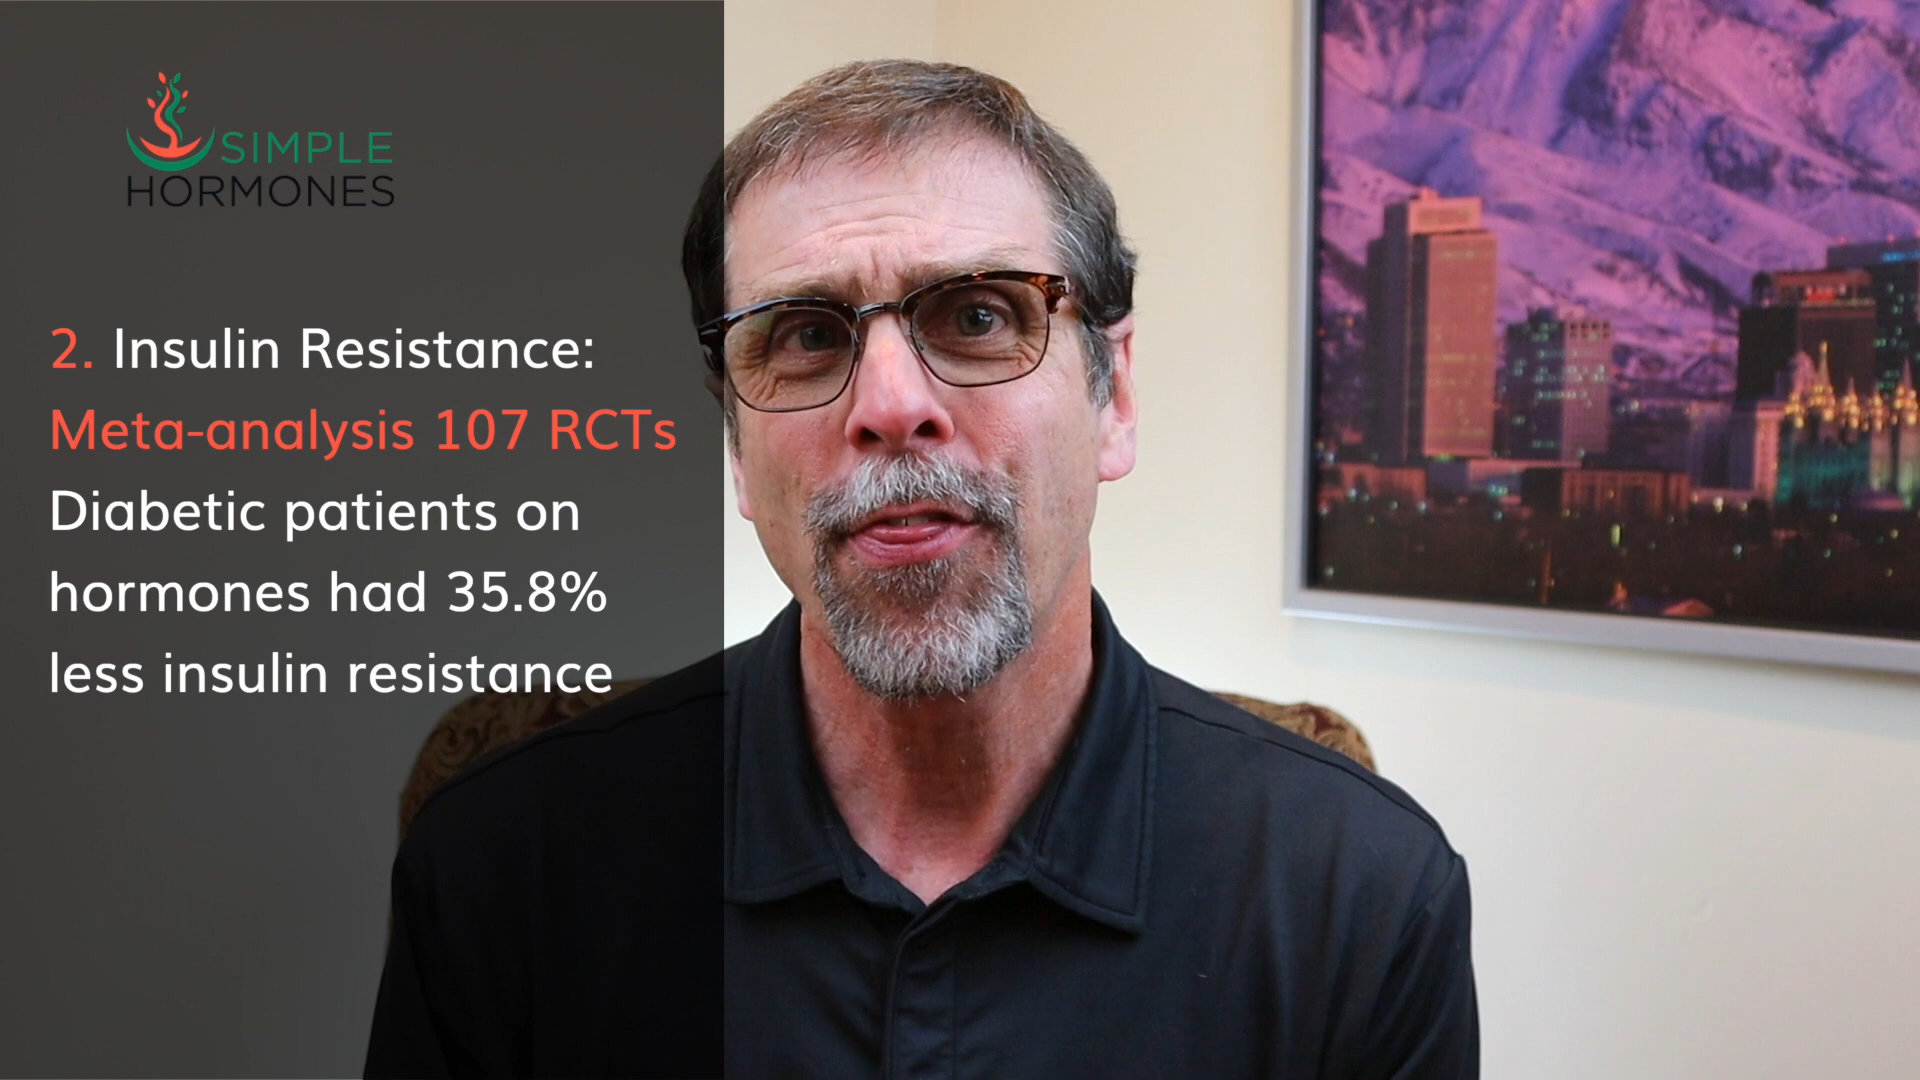 SIMPLE
HORMONES
2. Insulin Resistance:
Meta-analysis 107 RCTs
Diabetic patients on
hormones had 35.8%
less insulin resistance